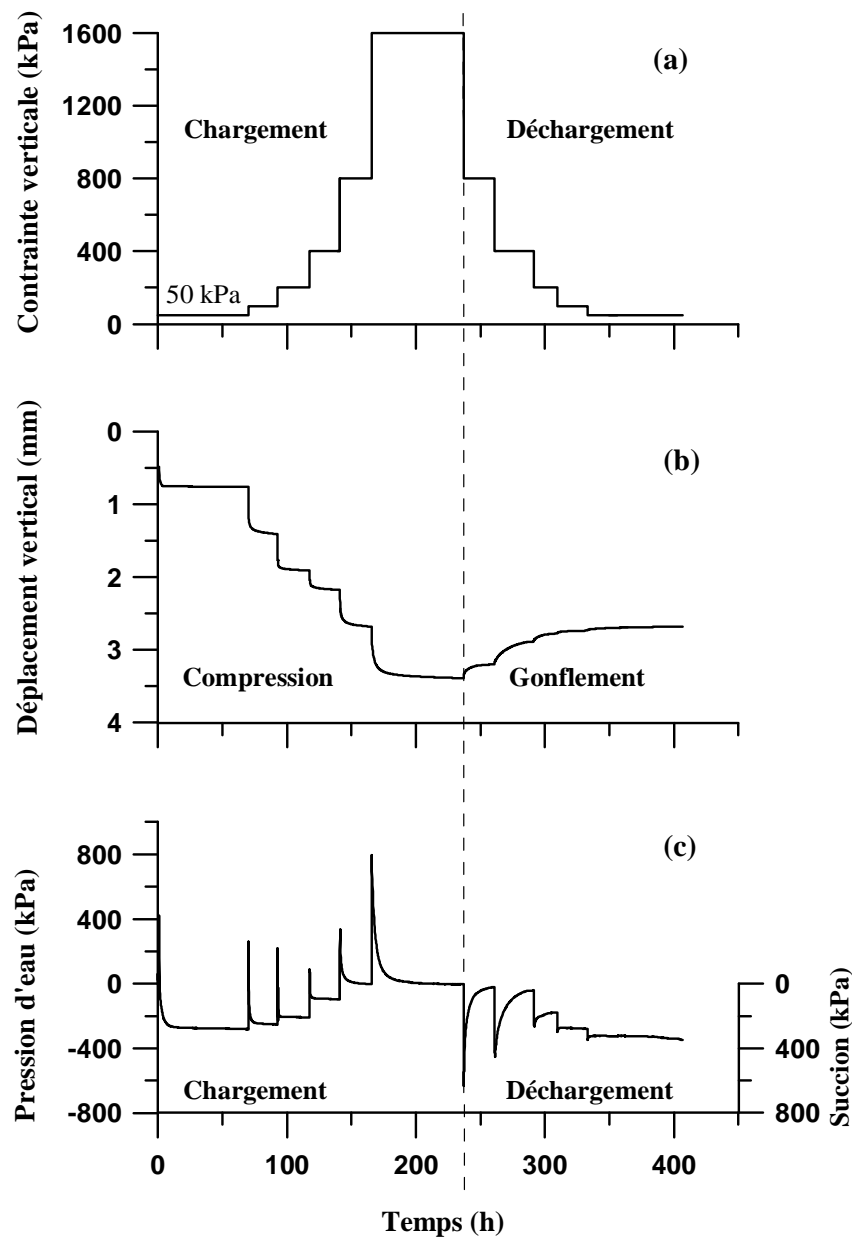 Contrainte verticale (kPa)
1600
1200
800
400
0
(a)
Chargement
Déchargement
50 kPa
Déplacement vertical (mm)
0
1
2
3
4
(b)
Compression
Gonflement
Pression d'eau (kPa)
800
400
0
-400
-800
(c)
Chargement
Déchargement
0
400
800
Succion (kPa)
0
100
200
300
400
Temps (h)